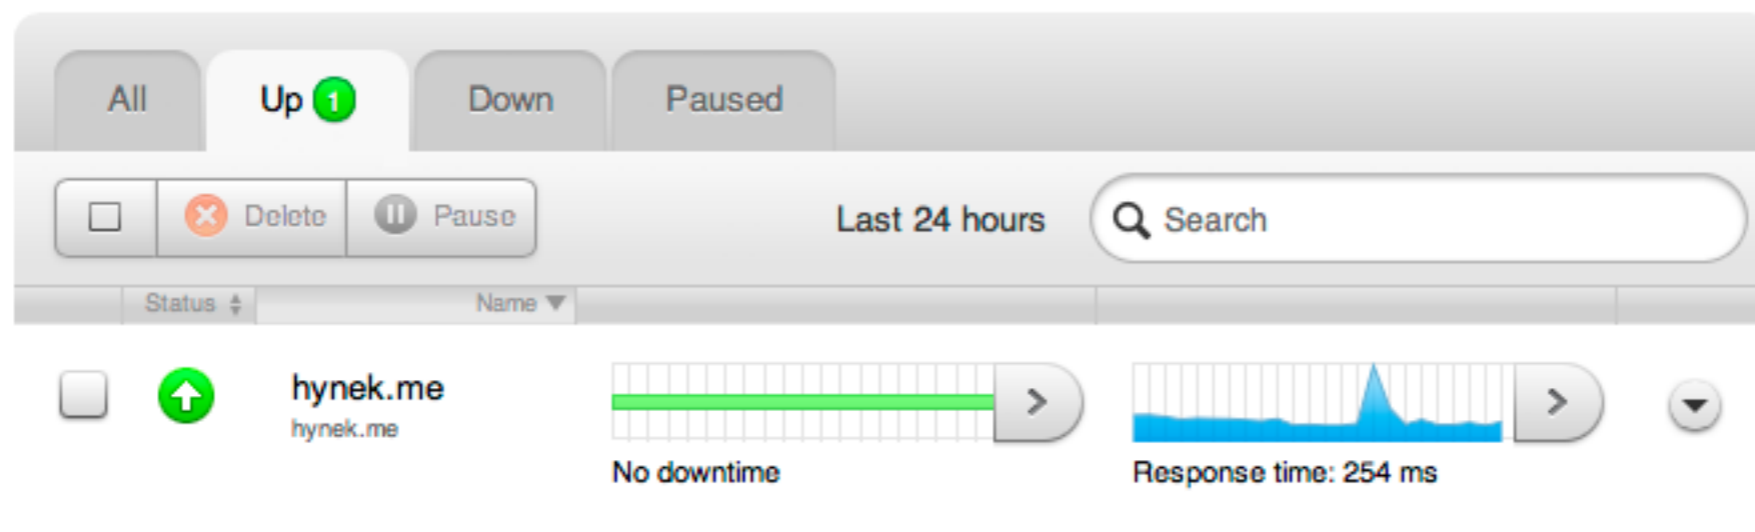 All Up 1 Down Paused
Delete Pause Last 24 hours Search
Status Name
hynek.me
hynek.me
No downtime Response time: 254 ms